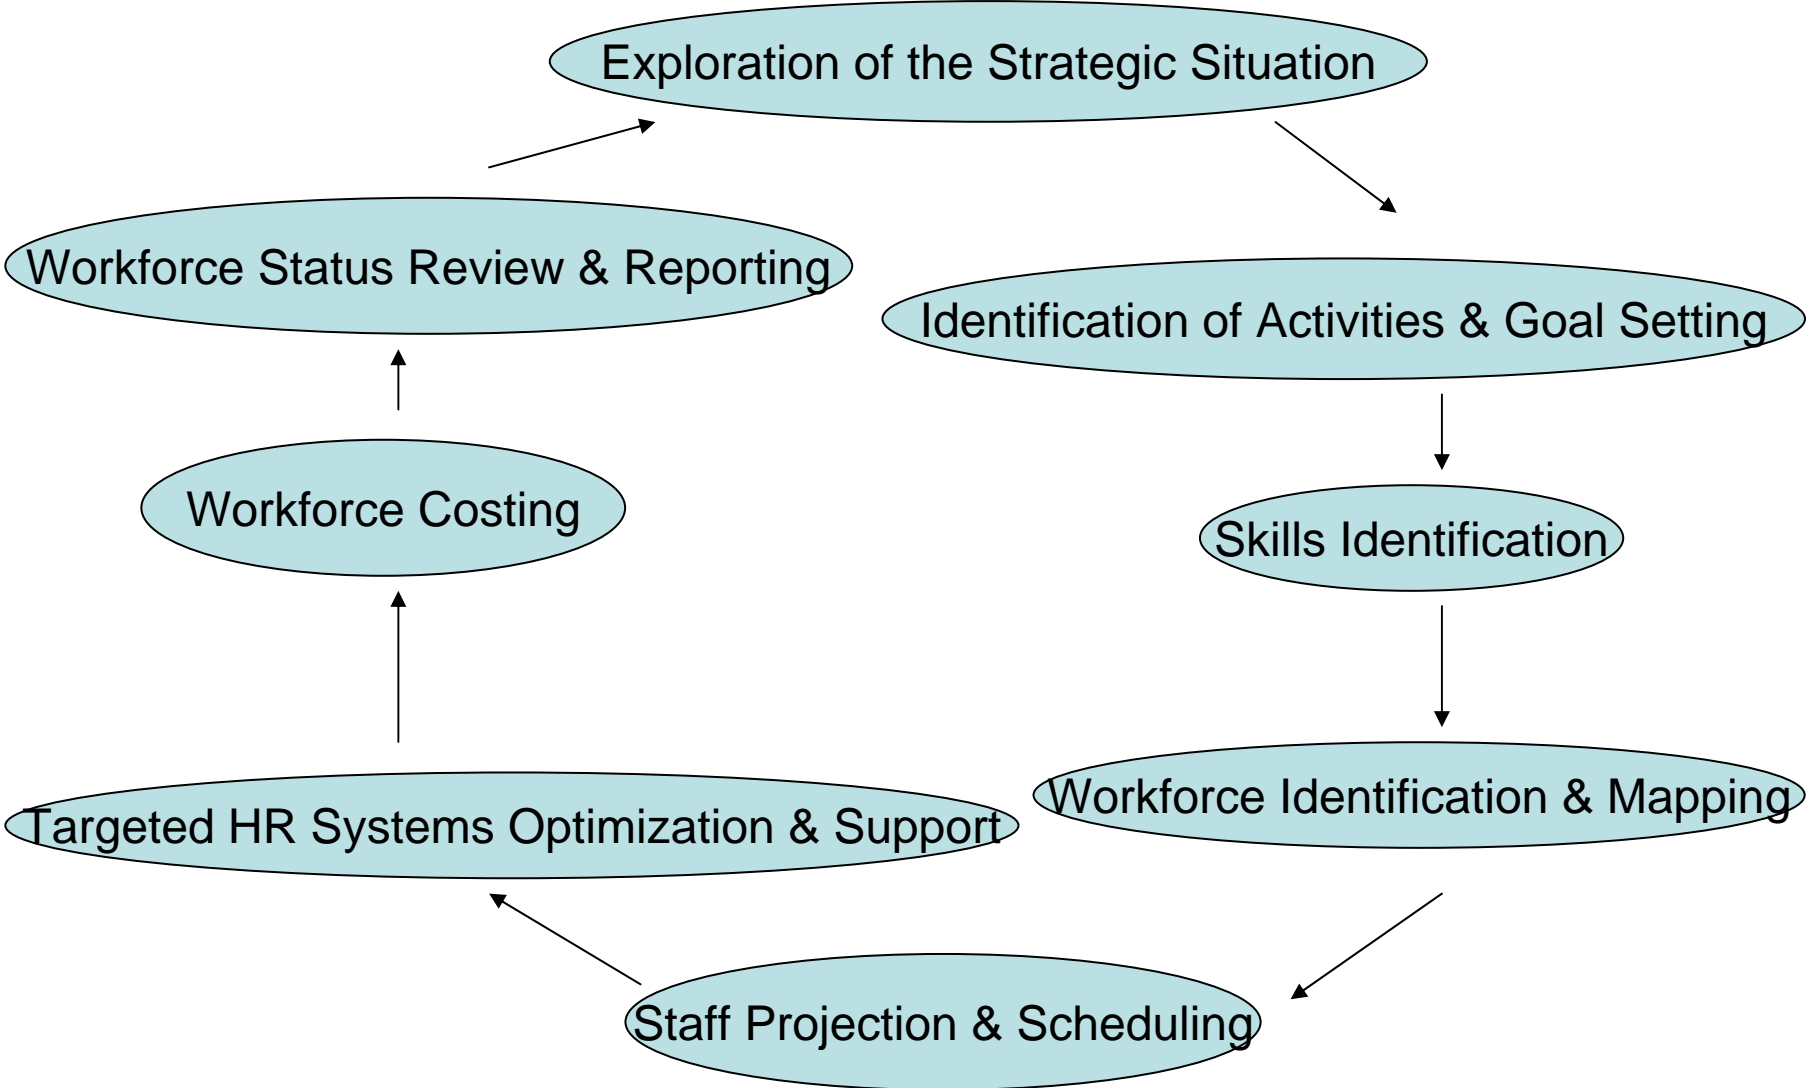 Exploration of the Strategic Situation
Workforce Status Review & Reporting
Identification of Activities & Goal Setting
Workforce Costing
Skills Identification
Workforce Identification & Mapping
Targeted HR Systems Optimization & Support
Staff Projection & Scheduling